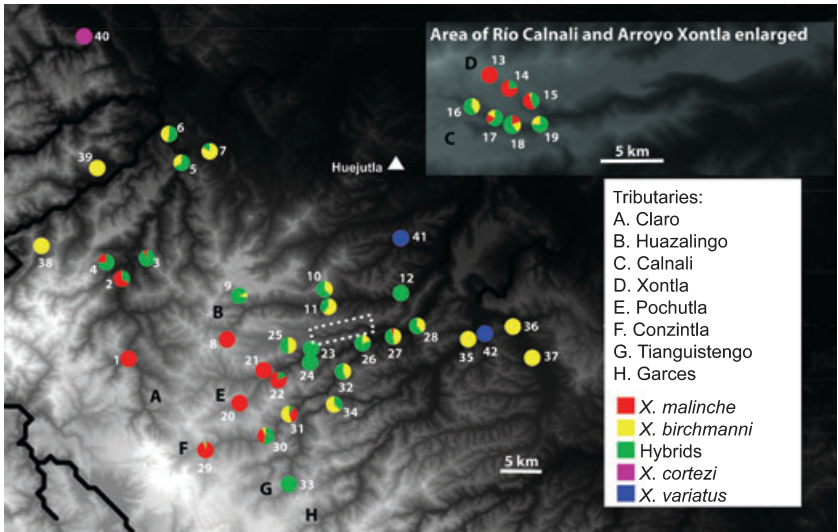 40
Area of Río Calnali and Arroyo Xontla enlarged
D
13
14
15
16
17
18
19
C
5 km
6
7
5
39
Huejutla
38
4
3
2
41
9
10
12
B
11
8
25
23
24
26
27
28
35
42
36
37
1
21
22
32
A
E
20
31
34
F
29
30
G
33
H
5 km
Tributaries:
A. Claro
B. Huazalingo
C. Calnali
D. Xontla
E. Pochutla
F. Conzintla
G. Tianguistengo
H. Garces
X. malinche
X. birchmanni
Hybrids
X. cortezi
X. variatus